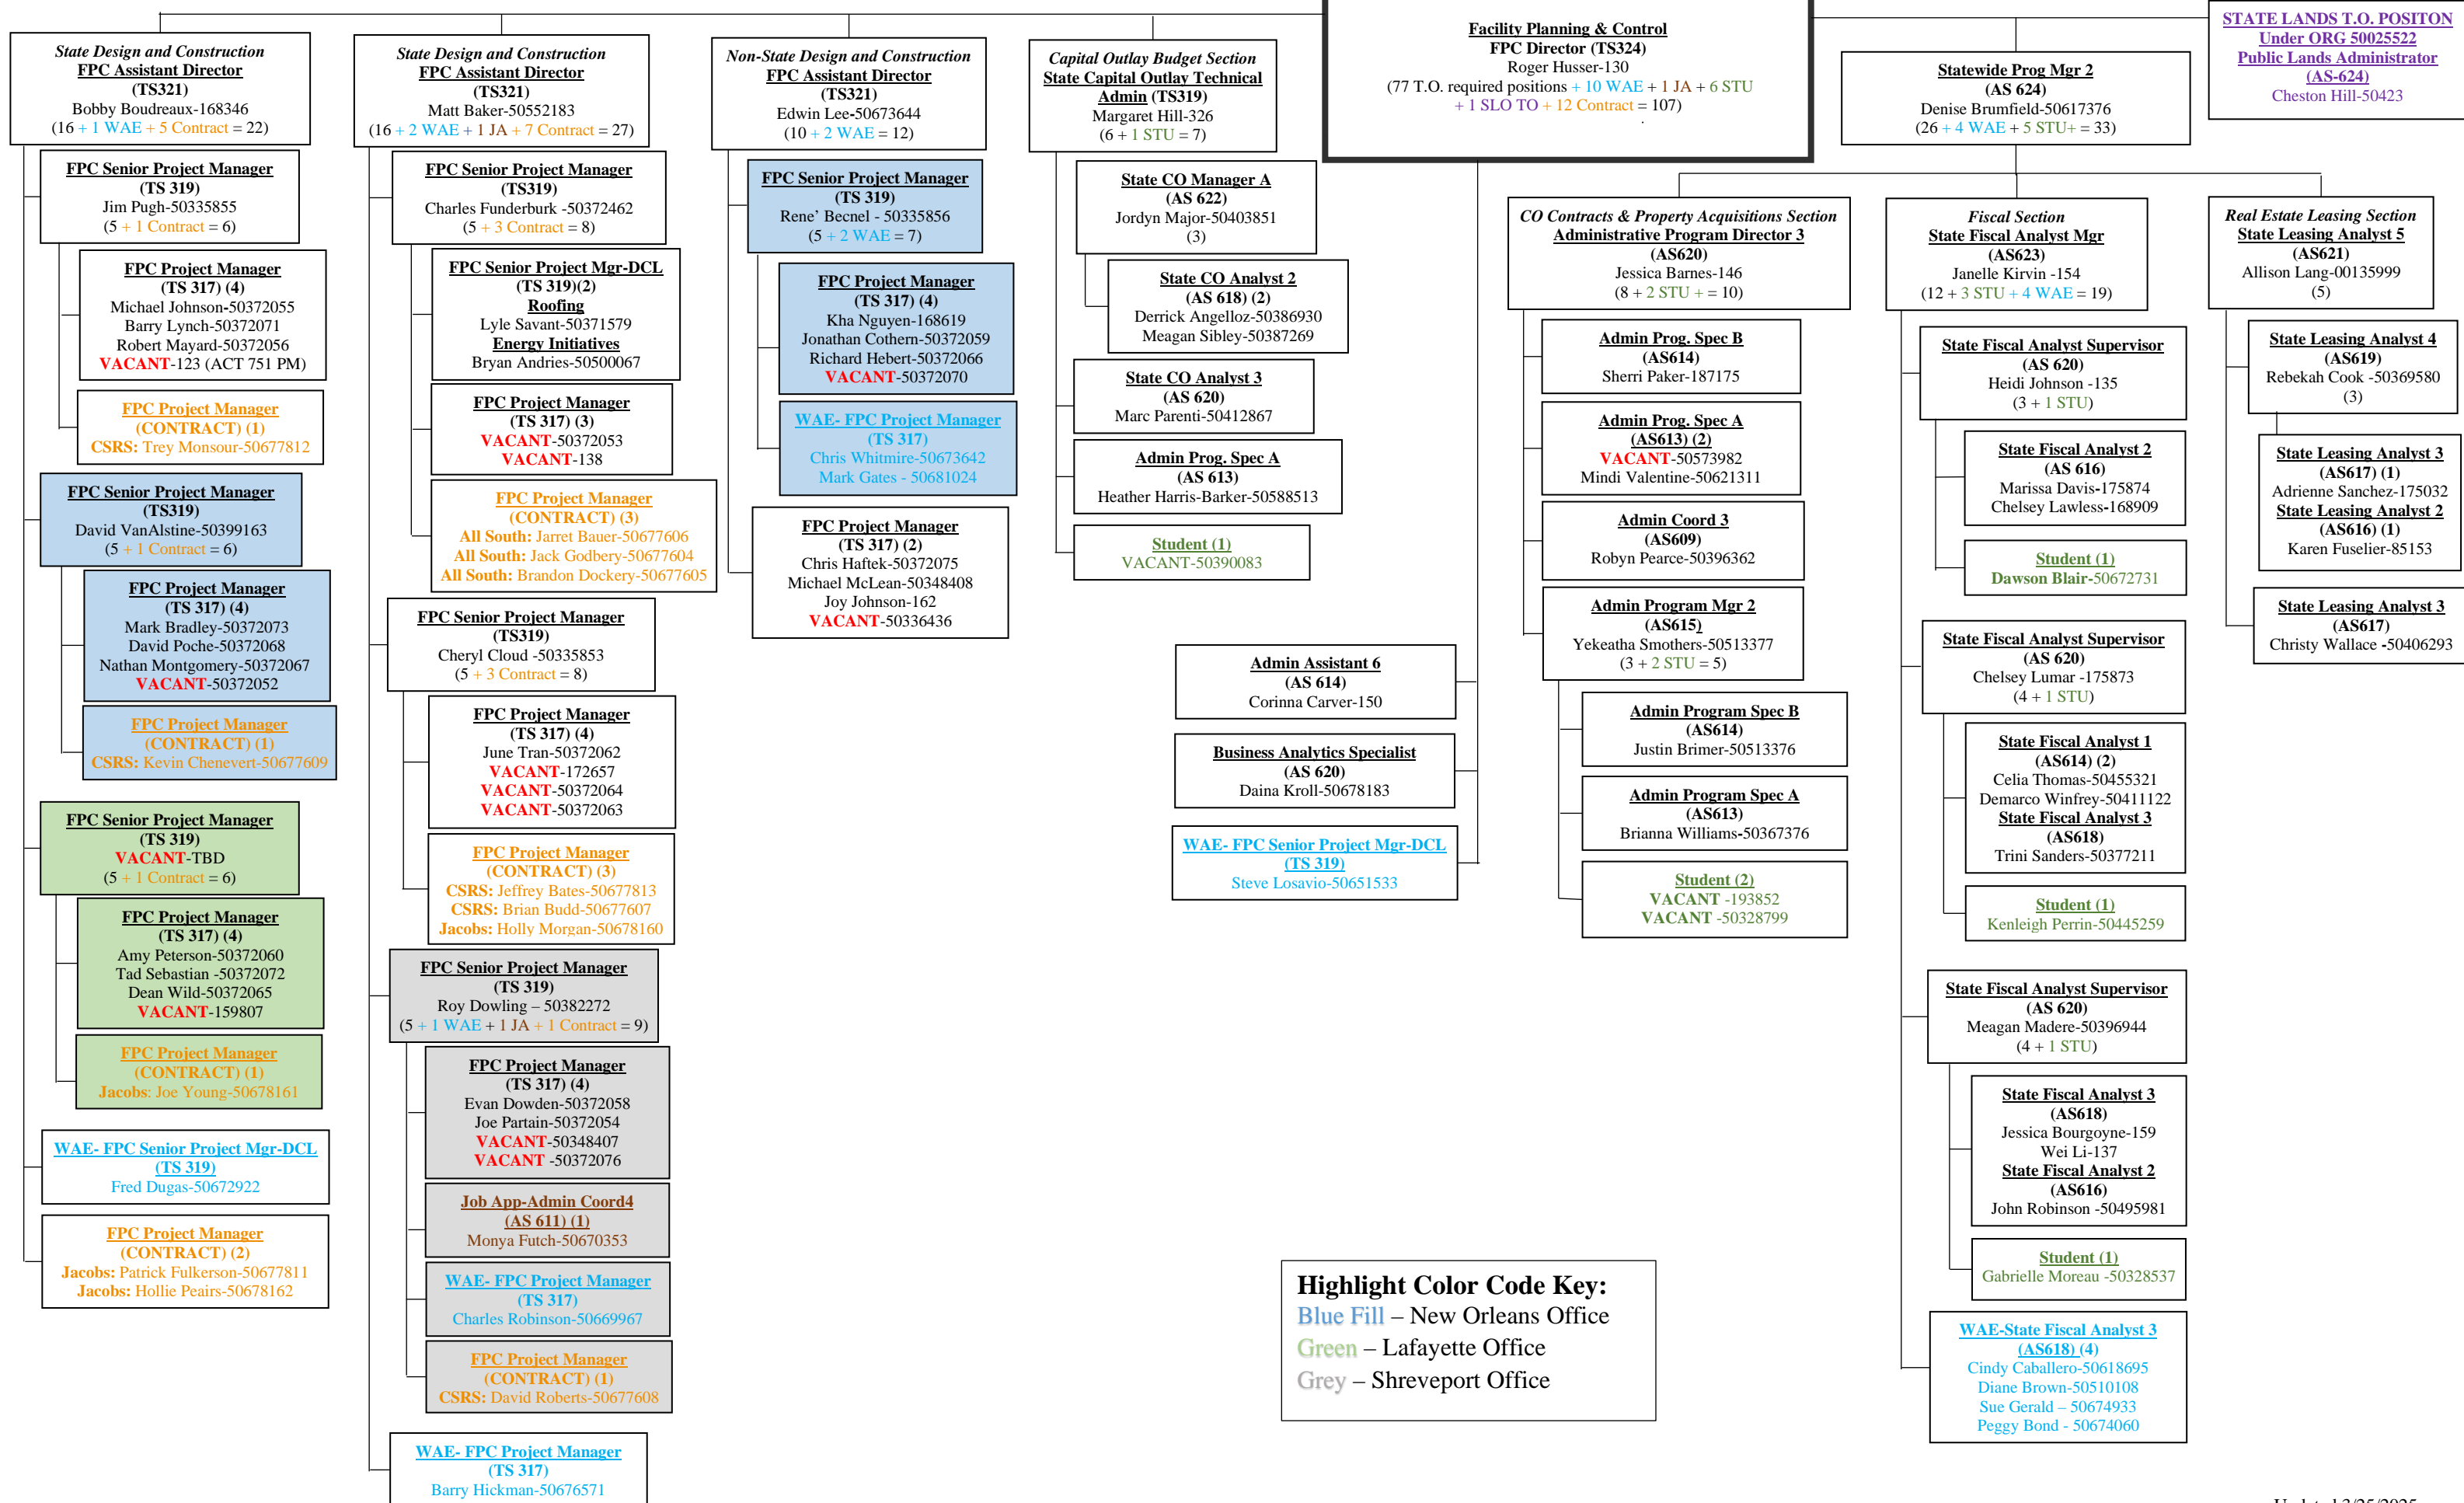 State Design and Construction
FPC Assistant Director
(TS321)
Bobby Boudreaux-168346
(16 + 1 WAE + 5 Contract = 22)
FPC Senior Project Manager
(TS 319)
Jim Pugh-50335855
(5 + 1 Contract = 6)
FPC Project Manager
(TS 317) (4)
Michael Johnson-50372055
Barry Lynch-50372071
Robert Mayard-50372056
VACANT-123 (ACT 751 PM)
FPC Project Manager
(CONTRACT) (1)
CSRS: Trey Monsour-50677812
FPC Senior Project Manager
(TS319)
David VanAlstine-50399163
(5 + 1 Contract = 6)
FPC Project Manager
(TS 317) (4)
Mark Bradley-50372073
David Poche-50372068
Nathan Montgomery-50372067
VACANT-50372052
FPC Project Manager
(CONTRACT) (1)
CSRS: Kevin Chenevert-50677609
FPC Senior Project Manager
(TS 319)
VACANT-TBD
(5 + 1 Contract = 6)
FPC Project Manager
(TS 317) (4)
Amy Peterson-50372060
Tad Sebastian -50372072
Dean Wild-50372065
VACANT-159807
FPC Project Manager
(CONTRACT) (1)
Jacobs: Joe Young-50678161
WAE- FPC Senior Project Mgr-DCL
(TS 319)
Fred Dugas-50672922
FPC Project Manager
(CONTRACT) (2)
Jacobs: Patrick Fulkerson-50677811
Jacobs: Hollie Peairs-50678162
State Design and Construction
FPC Assistant Director
(TS321)
Matt Baker-50552183
(16 + 2 WAE + 1 JA + 7 Contract = 27)
FPC Senior Project Manager
(TS319)
Charles Funderburk -50372462
(5 + 3 Contract = 8)
FPC Senior Project Mgr-DCL
(TS 319)(2)
Roofing
Lyle Savant-50371579
Energy Initiatives
Bryan Andries-50500067
FPC Project Manager
(TS 317) (3)
VACANT-50372053
VACANT-138
FPC Project Manager
(CONTRACT) (3)
All South: Jarret Bauer-50677606
All South: Jack Godbery-50677604
All South: Brandon Dockery-50677605
FPC Senior Project Manager
(TS319)
Cheryl Cloud -50335853
(5 + 3 Contract = 8)
FPC Project Manager
(TS 317) (4)
June Tran-50372062
VACANT-172657
VACANT-50372064
VACANT-50372063
FPC Project Manager
(CONTRACT) (3)
CSRS: Jeffrey Bates-50677813
CSRS: Brian Budd-50677607
Jacobs: Holly Morgan-50678160
FPC Senior Project Manager
(TS 319)
Roy Dowling – 50382272
(5 + 1 WAE + 1 JA + 1 Contract = 9)
FPC Project Manager
(TS 317) (4)
Evan Dowden-50372058
Joe Partain-50372054
VACANT-50348407
VACANT -50372076
Job App-Admin Coord4
(AS 611) (1)
Monya Futch-50670353
WAE- FPC Project Manager
(TS 317)
Charles Robinson-50669967
FPC Project Manager
(CONTRACT) (1)
CSRS: David Roberts-50677608
WAE- FPC Project Manager
(TS 317)
Barry Hickman-50676571
Non-State Design and Construction
FPC Assistant Director
(TS321)
Edwin Lee-50673644
(10 + 2 WAE = 12)
FPC Senior Project Manager
(TS 319)
Rene’ Becnel - 50335856
(5 + 2 WAE = 7)
FPC Project Manager
(TS 317) (4)
Kha Nguyen-168619
Jonathan Cothern-50372059
Richard Hebert-50372066
VACANT-50372070
WAE- FPC Project Manager
(TS 317)
Chris Whitmire-50673642
Mark Gates - 50681024
FPC Project Manager
(TS 317) (2)
Chris Haftek-50372075
Michael McLean-50348408
Joy Johnson-162
VACANT-50336436
Capital Outlay Budget Section
State Capital Outlay Technical
Admin (TS319)
Margaret Hill-326
(6 + 1 STU = 7)
State CO Manager A
(AS 622)
Jordyn Major-50403851
(3)
State CO Analyst 2
(AS 618) (2)
Derrick Angelloz-50386930
Meagan Sibley-50387269
State CO Analyst 3
(AS 620)
Marc Parenti-50412867
Admin Prog. Spec A
(AS 613)
Heather Harris-Barker-50588513
Student (1)
VACANT-50390083
Facility Planning & Control
FPC Director (TS324)
Roger Husser-130
(77 T.O. required positions + 10 WAE + 1 JA + 6 STU
+ 1 SLO TO + 12 Contract = 107)
.
Admin Assistant 6
(AS 614)
Corinna Carver-150
Business Analytics Specialist
(AS 620)
Daina Kroll-50678183
WAE- FPC Senior Project Mgr-DCL
(TS 319)
Steve Losavio-50651533
Statewide Prog Mgr 2
(AS 624)
Denise Brumfield-50617376
(26 + 4 WAE + 5 STU+ = 33)
CO Contracts & Property Acquisitions Section
Administrative Program Director 3
(AS620)
Jessica Barnes-146
(8 + 2 STU + = 10)
Admin Prog. Spec B
(AS614)
Sherri Paker-187175
Admin Prog. Spec A
(AS613) (2)
VACANT-50573982
Mindi Valentine-50621311
Admin Coord 3
(AS609)
Robyn Pearce-50396362
Admin Program Mgr 2
(AS615)
Yekeatha Smothers-50513377
(3 + 2 STU = 5)
Admin Program Spec B
(AS614)
Justin Brimer-50513376
Admin Program Spec A
(AS613)
Brianna Williams-50367376
Student (2)
VACANT -193852
VACANT -50328799
Fiscal Section
State Fiscal Analyst Mgr
(AS623)
Janelle Kirvin -154
(12 + 3 STU + 4 WAE = 19)
State Fiscal Analyst Supervisor
(AS 620)
Heidi Johnson -135
(3 + 1 STU)
State Fiscal Analyst 2
(AS 616)
Marissa Davis-175874
Chelsey Lawless-168909
Student (1)
Dawson Blair-50672731
State Fiscal Analyst Supervisor
(AS 620)
Chelsey Lumar -175873
(4 + 1 STU)
State Fiscal Analyst 1
(AS614) (2)
Celia Thomas-50455321
Demarco Winfrey-50411122
State Fiscal Analyst 3
(AS618)
Trini Sanders-50377211
Student (1)
Kenleigh Perrin-50445259
State Fiscal Analyst Supervisor
(AS 620)
Meagan Madere-50396944
(4 + 1 STU)
State Fiscal Analyst 3
(AS618)
Jessica Bourgoyne-159
Wei Li-137
State Fiscal Analyst 2
(AS616)
John Robinson -50495981
Student (1)
Gabrielle Moreau -50328537
WAE-State Fiscal Analyst 3
(AS618) (4)
Cindy Caballero-50618695
Diane Brown-50510108
Sue Gerald – 50674933
Peggy Bond - 50674060
Real Estate Leasing Section
State Leasing Analyst 5
(AS621)
Allison Lang-00135999
(5)
State Leasing Analyst 4
(AS619)
Rebekah Cook -50369580
(3)
State Leasing Analyst 3
(AS617) (1)
Adrienne Sanchez-175032
State Leasing Analyst 2
(AS616) (1)
Karen Fuselier-85153
State Leasing Analyst 3
(AS617)
Christy Wallace -50406293
STATE LANDS T.O. POSITON
Under ORG 50025522
Public Lands Administrator
(AS-624)
Cheston Hill-50423
Highlight Color Code Key:
Blue Fill – New Orleans Office
Green – Lafayette Office
Grey – Shreveport Office
Updated 3/25/2025